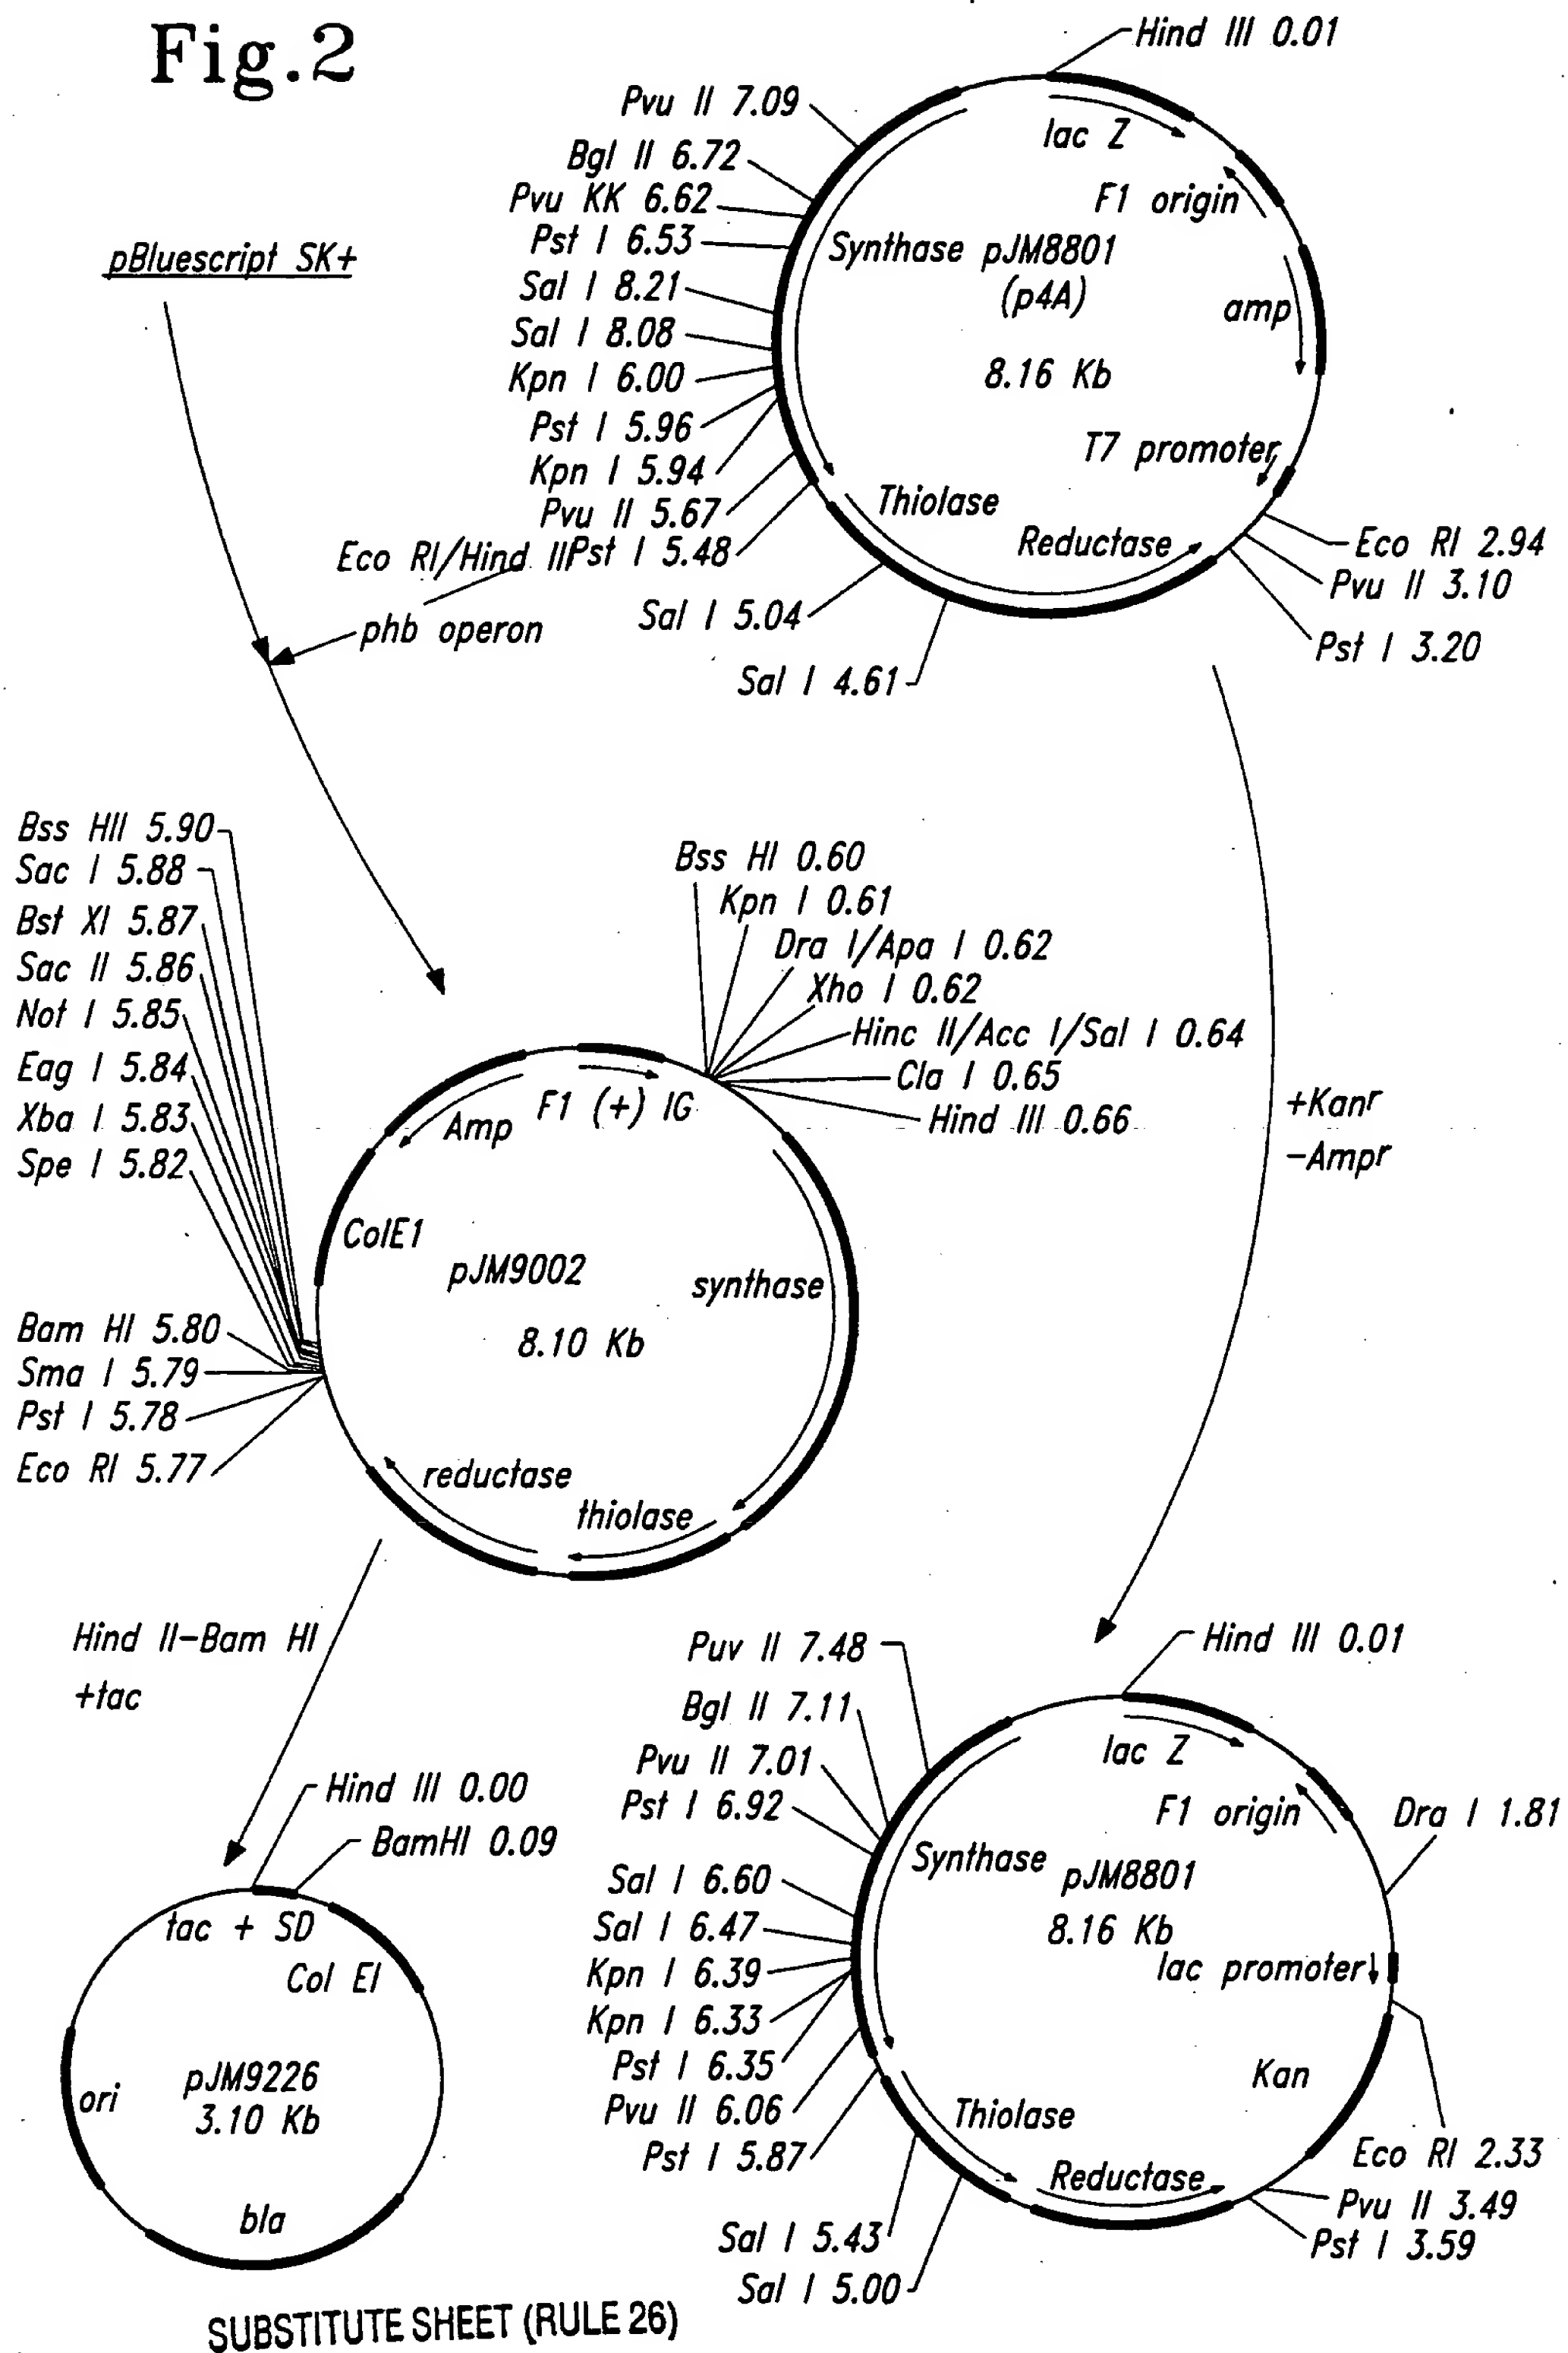 Fig.2
Hind III 0.01
Pvu II 7.09
Bgl II 6.72
Pvu KK 6.62
Pst I 6.53
Sal I 8.21
Sal I 8.08
Kpn I 6.00
Pst I 5.96
Kpn I 5.94
Pvu II 5.67
Eco RI/Hind II
Pst I 5.48
Sal I 5.04
Sal I 4.61
lac Z
F1 origin
Synthase
pJM8801
(p4A)
8.16 Kb
amp
T7 promoter
Thiolase
Reductase
Eco RI 2.94
Pvu II 3.10
Pst I 3.20
pBluescript SK+
phb operon
Bss HII 5.90
Sac I 5.88
Bst XI 5.87
Sac II 5.86
Not I 5.85
Eag I 5.84
Xba I 5.83
Spe I 5.82
Bam HI 5.80
Sma I 5.79
Pst I 5.78
Eco RI 5.77
Bss HI 0.60
Kpn I 0.61
Dra I/Apa I 0.62
Xho I 0.62
Hinc II/Acc I/Sal I 0.64
Cla I 0.65
Hind III 0.66
Amp
F1 (+) IG
ColE1
pJM9002
8.10 Kb
synthase
reductase
thiolase
+Kanr
-Ampr
Hind II-Bam HI
+tac
Hind III 0.00
BamHI 0.09
tac + SD
Col EI
ori
pJM9226
3.10 Kb
bla
Puv II 7.48
Bgl II 7.11
Pvu II 7.01
Pst I 6.92
Sal I 6.60
Sal I 6.47
Kpn I 6.39
Kpn I 6.33
Pst I 6.35
Pvu II 6.06
Pst I 5.87
Sal I 5.43
Sal I 5.00
Hind III 0.01
lac Z
F1 origin
Dra I 1.81
Synthase
pJM8801
8.16 Kb
lac promoter
Kan
Thiolase
Reductase
Eco RI 2.33
Pvu II 3.49
Pst I 3.59
SUBSTITUTE SHEET (RULE 26)